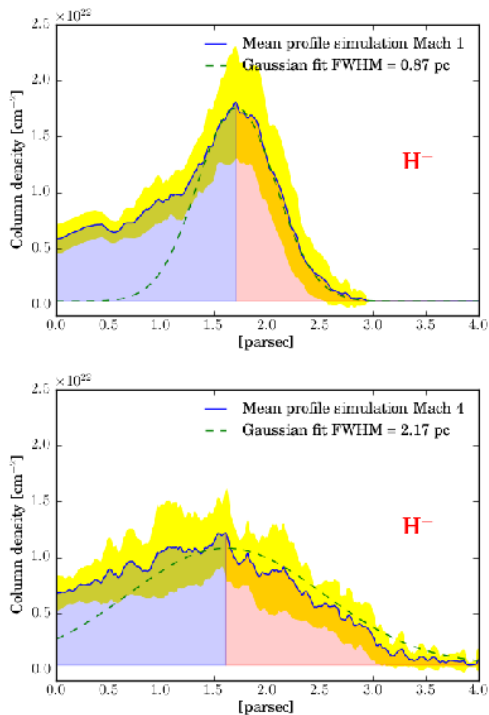 ×10²²
2.5
2.0
1.5
1.0
0.5
0.0
Column density [cm⁻²]
Mean profile simulation Mach 1
Gaussian fit FWHM = 0.87 pc
H⁻
0.0 0.5 1.0 1.5 2.0 2.5 3.0 3.5 4.0
[parsec]
×10²²
2.5
2.0
1.5
1.0
0.5
0.0
Column density [cm⁻²]
Mean profile simulation Mach 4
Gaussian fit FWHM = 2.17 pc
H⁻
0.0 0.5 1.0 1.5 2.0 2.5 3.0 3.5 4.0
[parsec]